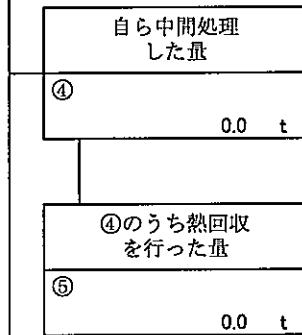 自ら中間処理
した量
④
0.0 t
④のうち熱回収
を行った量
⑤
0.0 t